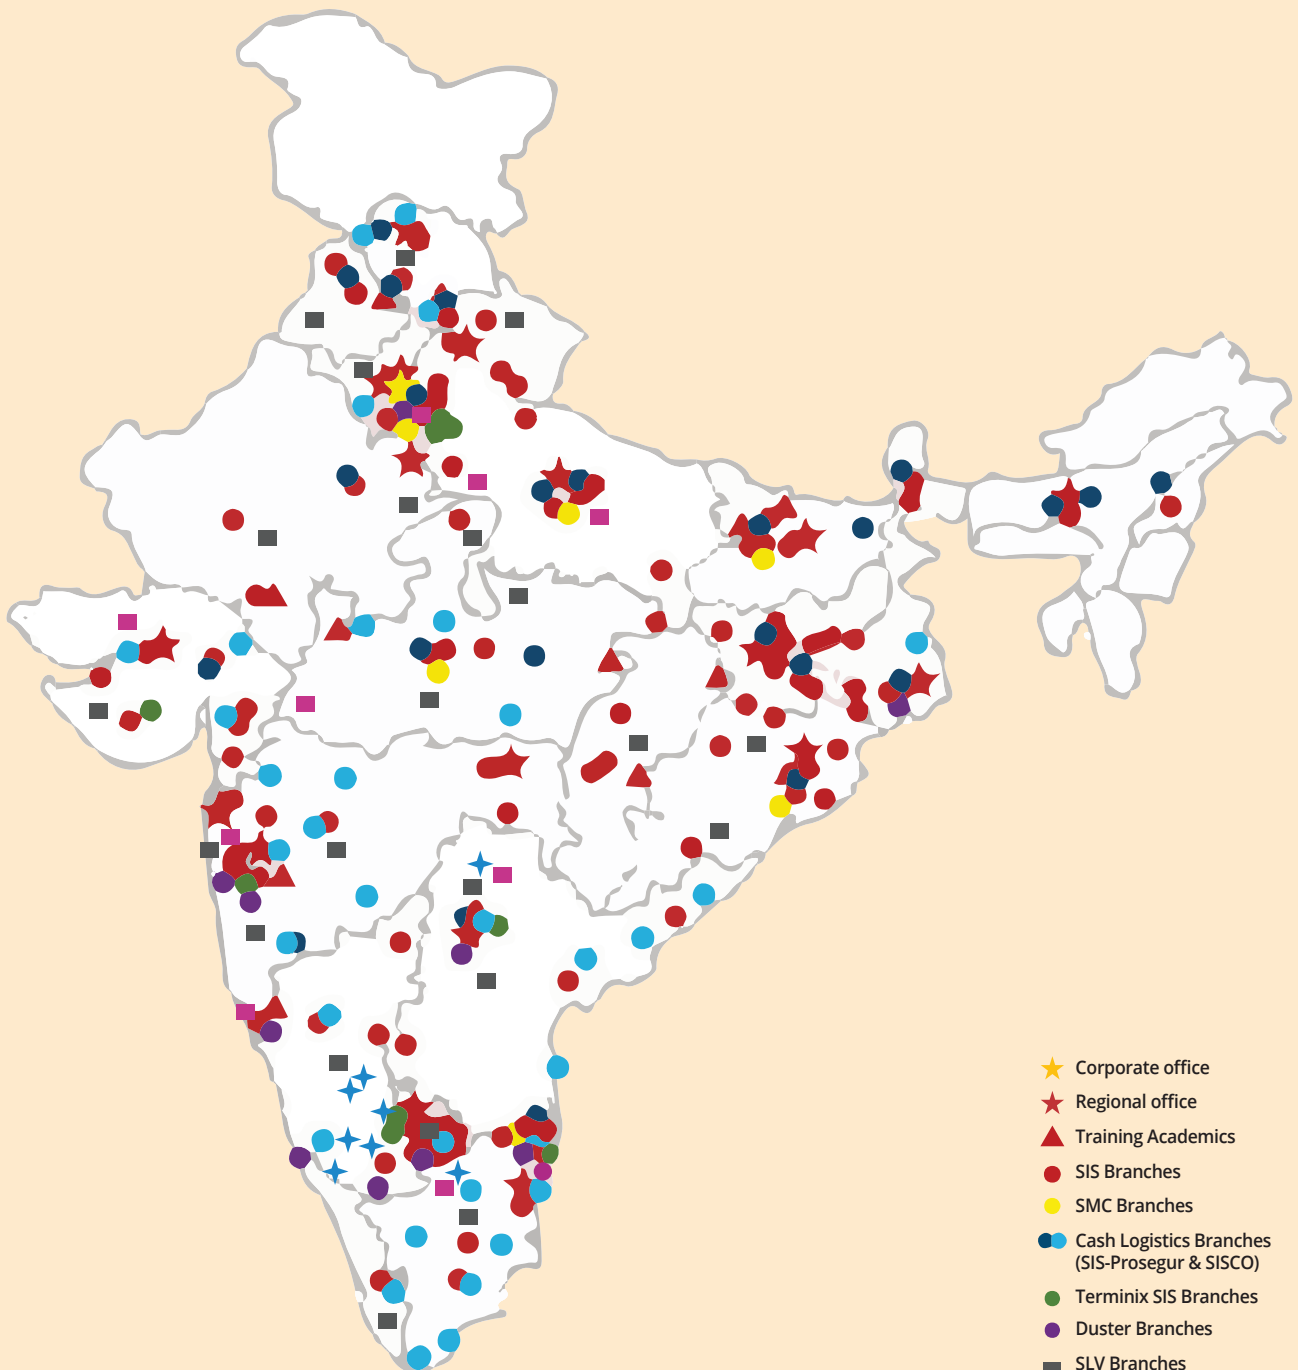 Corporate office
Regional office
Training Academics
SIS Branches
SMC Branches
Cash Logistics Branches
(SIS-Prosegur & SISCO)
Terminix SIS Branches
Duster Branches
SLV Branches